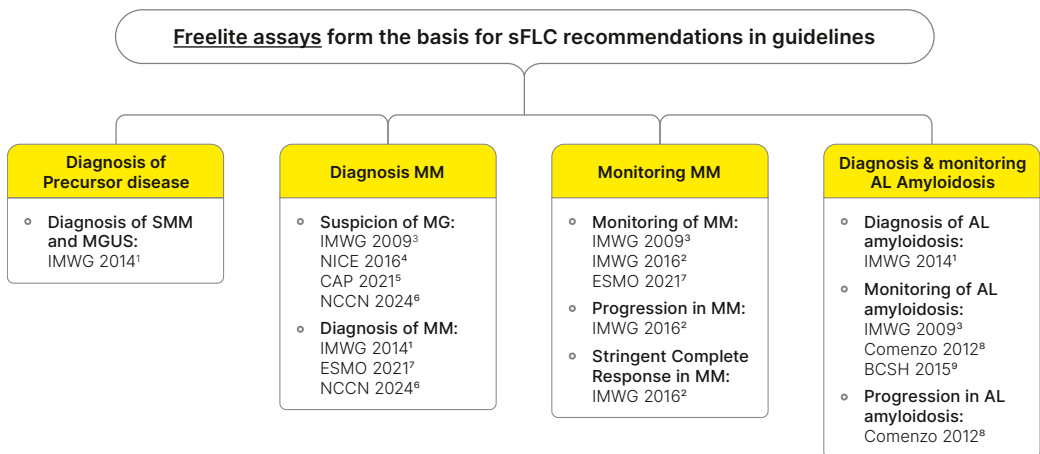 Freelite assays form the basis for sFLC recommendations in guidelines
Diagnosis of
Precursor disease
Diagnosis of SMM
and MGUS:
IMWG 2014¹
Diagnosis MM
Suspicion of MG:
IMWG 2009³
NICE 2016⁴
CAP 2021⁵
NCCN 2024⁶
Diagnosis of MM:
IMWG 2014¹
ESMO 2021⁷
NCCN 2024⁶
Monitoring MM
Monitoring of MM:
IMWG 2009³
IMWG 2016²
ESMO 2021⁷
Progression in MM:
IMWG 2016²
Stringent Complete
Response in MM:
IMWG 2016²
Diagnosis & monitoring
AL Amyloidosis
Diagnosis of AL
amyloidosis:
IMWG 2014¹
Monitoring of AL
amyloidosis:
IMWG 2009³
Comenzo 2012⁸
BCSH 2015⁹
Progression in AL
amyloidosis:
Comenzo 2012⁸